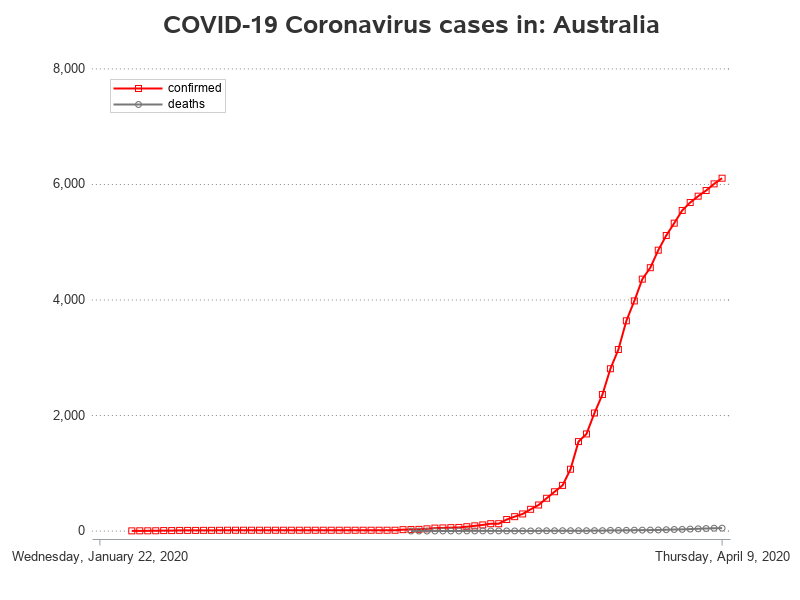 COVID-19 Coronavirus cases in: Australia
8,000
confirmed
deaths
6,000
4,000
2,000
0
Wednesday, January 22, 2020
Thursday, April 9, 2020